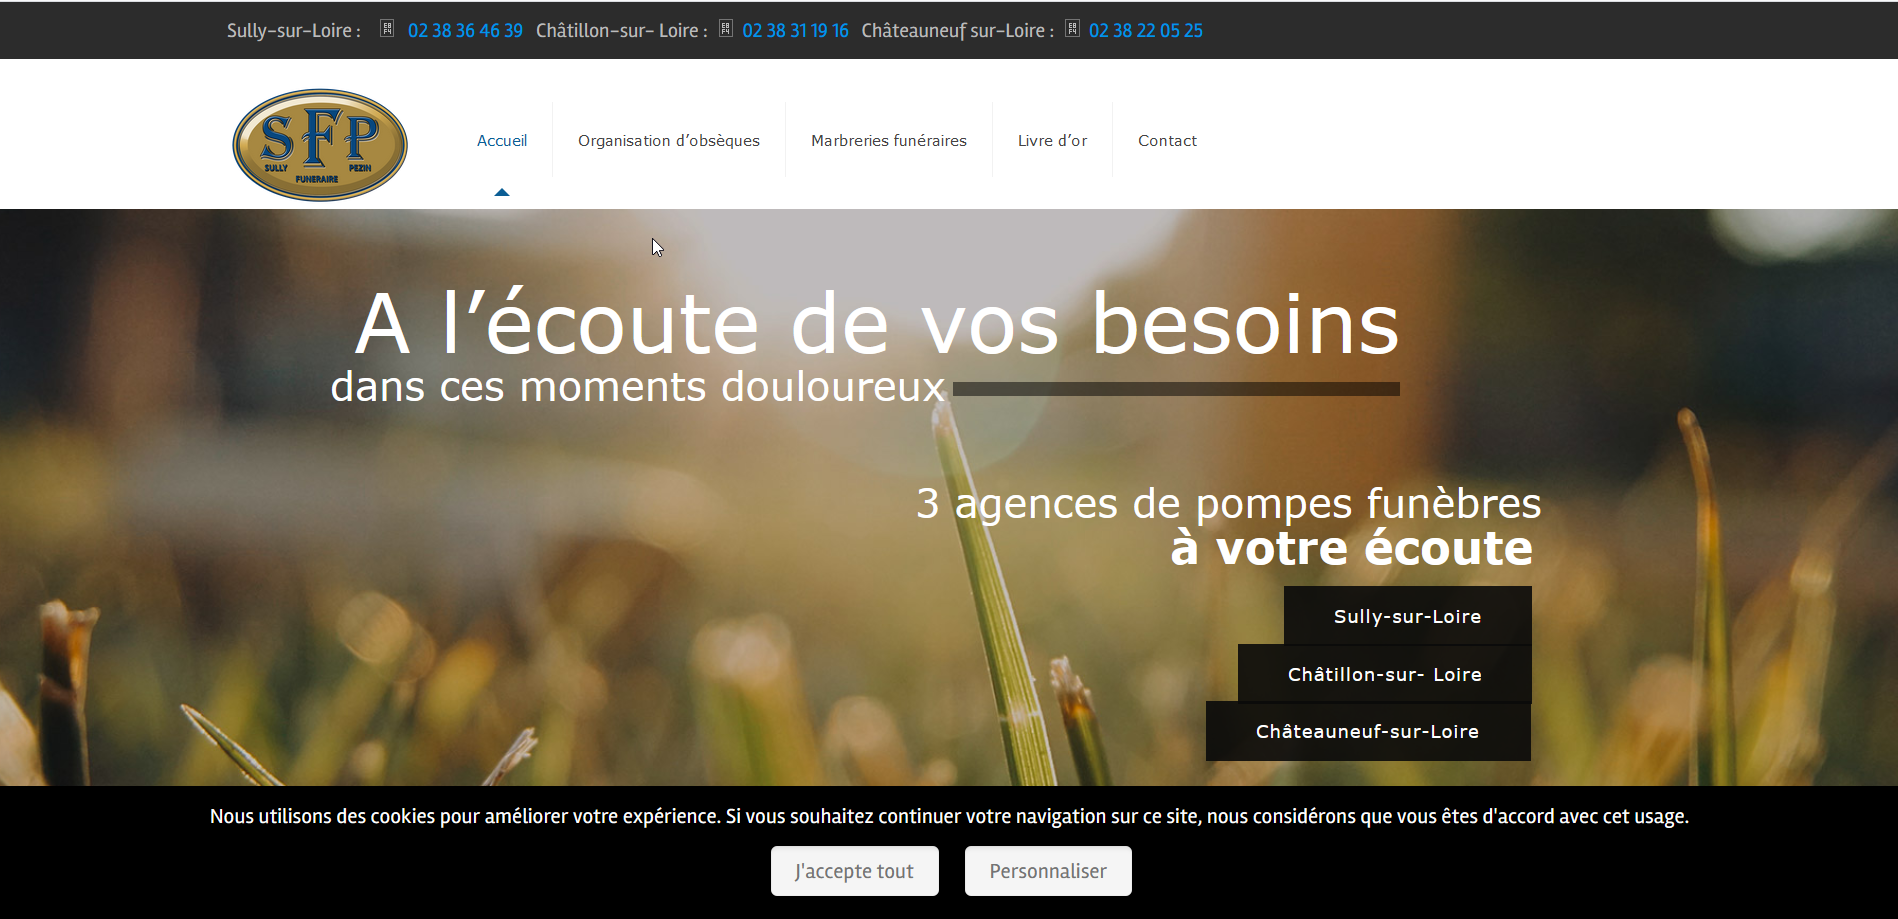 Sully-sur-Loire : 02 38 36 46 39 Châtillon-sur- Loire : 02 38 31 19 16 Châteauneuf sur-Loire : 02 38 22 05 25
SFP
SULLY PEZIN
FUNERAIRE
Accueil Organisation d’obsèques Marbreries funéraires Livre d’or Contact
A l’écoute de vos besoins
dans ces moments douloureux
3 agences de pompes funèbres
à votre écoute
Sully-sur-Loire
Châtillon-sur- Loire
Châteauneuf-sur-Loire
Nous utilisons des cookies pour améliorer votre expérience. Si vous souhaitez continuer votre navigation sur ce site, nous considérons que vous êtes d'accord avec cet usage.
J'accepte tout Personnaliser